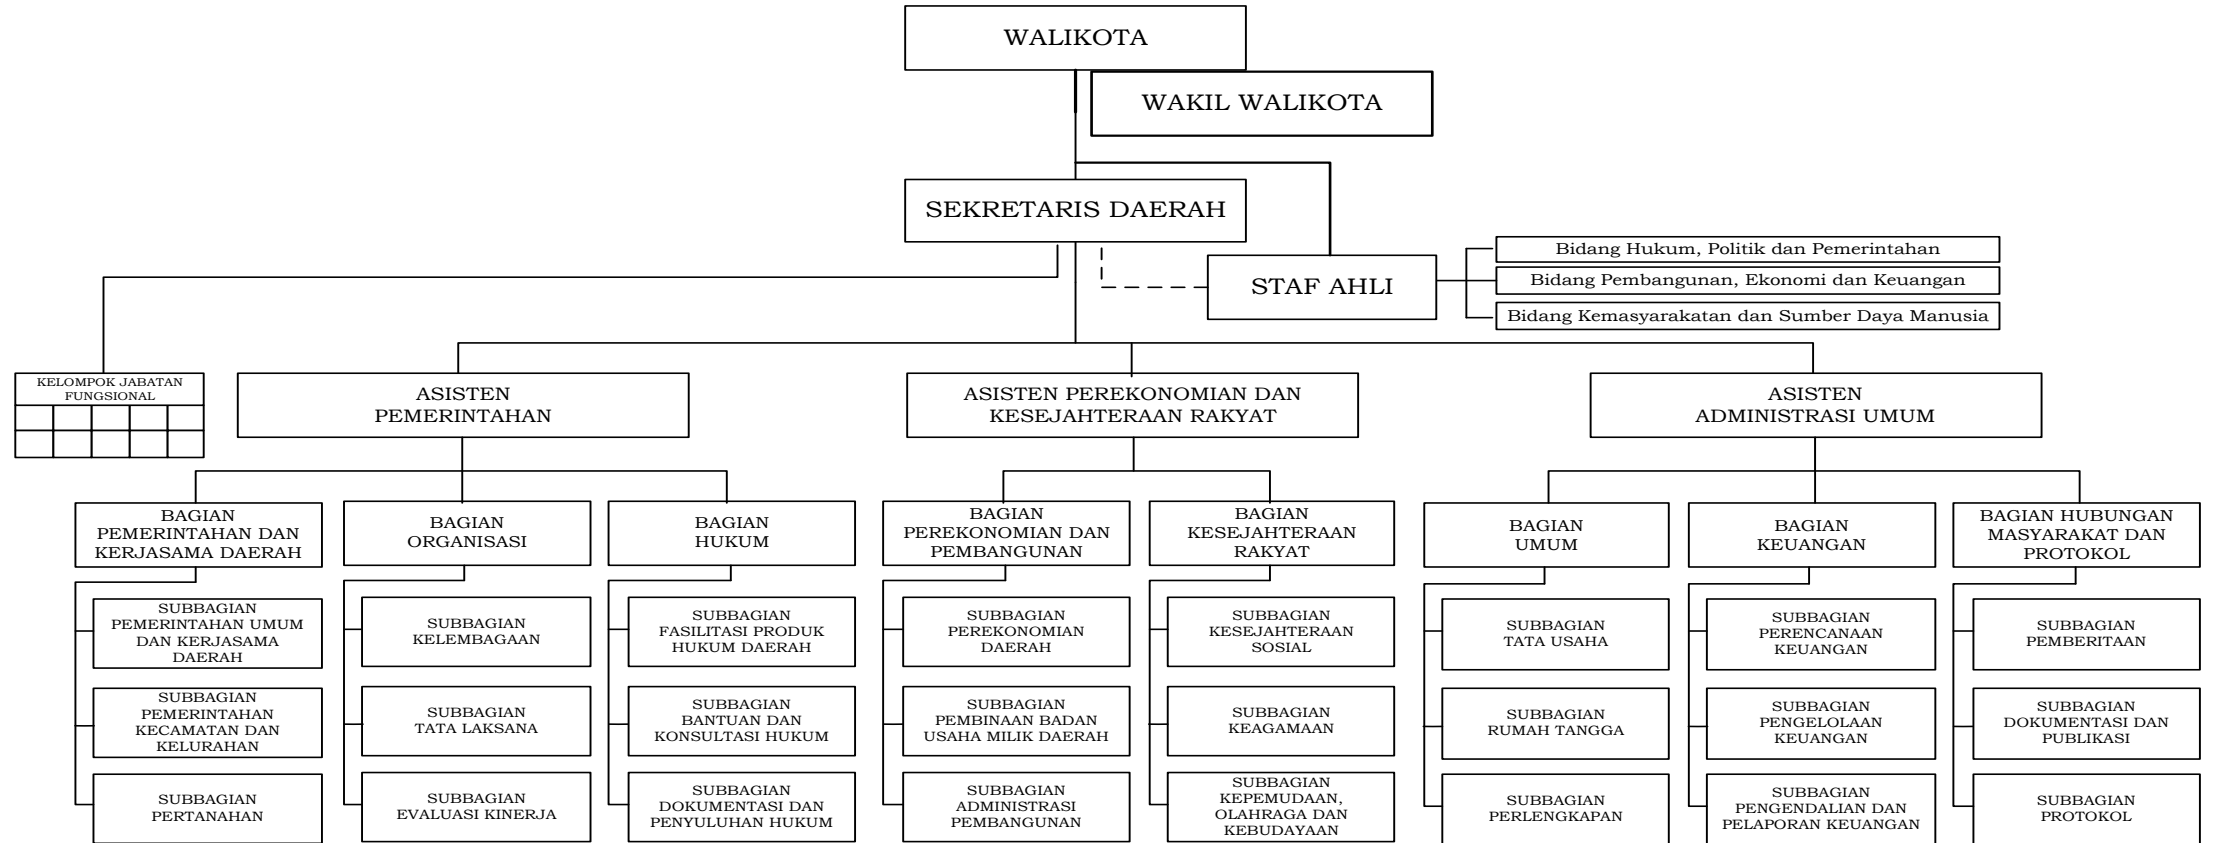 WALIKOTA
WAKIL WALIKOTA
SEKRETARIS DAERAH
STAF AHLI
Bidang Hukum, Politik dan Pemerintahan
Bidang Pembangunan, Ekonomi dan Keuangan
Bidang Kemasyarakatan dan Sumber Daya Manusia
KELOMPOK JABATAN
FUNGSIONAL
ASISTEN
PEMERINTAHAN
ASISTEN PEREKONOMIAN DAN
KESEJAHTERAAN RAKYAT
ASISTEN
ADMINISTRASI UMUM
BAGIAN
PEMERINTAHAN DAN
KERJASAMA DAERAH
BAGIAN
ORGANISASI
BAGIAN
HUKUM
BAGIAN
PEREKONOMIAN DAN
PEMBANGUNAN
BAGIAN
KESEJAHTERAAN
RAKYAT
BAGIAN
UMUM
BAGIAN
KEUANGAN
BAGIAN HUBUNGAN
MASYARAKAT DAN
PROTOKOL
SUBBAGIAN
PEMERINTAHAN UMUM
DAN KERJASAMA
DAERAH
SUBBAGIAN
KELEMBAGAAN
SUBBAGIAN
FASILITASI PRODUK
HUKUM DAERAH
SUBBAGIAN
PEREKONOMIAN
DAERAH
SUBBAGIAN
KESEJAHTERAAN
SOSIAL
SUBBAGIAN
TATA USAHA
SUBBAGIAN
PERENCANAAN
KEUANGAN
SUBBAGIAN
PEMBERITAAN
SUBBAGIAN
PEMERINTAHAN
KECAMATAN DAN
KELURAHAN
SUBBAGIAN
TATA LAKSANA
SUBBAGIAN
BANTUAN DAN
KONSULTASI HUKUM
SUBBAGIAN
PEMBINAAN BADAN
USAHA MILIK DAERAH
SUBBAGIAN
KEAGAMAAN
SUBBAGIAN
RUMAH TANGGA
SUBBAGIAN
PENGELOLAAN
KEUANGAN
SUBBAGIAN
DOKUMENTASI DAN
PUBLIKASI
SUBBAGIAN
PERTANAHAN
SUBBAGIAN
EVALUASI KINERJA
SUBBAGIAN
DOKUMENTASI DAN
PENYULUHAN HUKUM
SUBBAGIAN
ADMINISTRASI
PEMBANGUNAN
SUBBAGIAN
KEPEMUDAAN,
OLAHRAGA DAN
KEBUDAYAAN
SUBBAGIAN
PERLENGKAPAN
SUBBAGIAN
PENGENDALIAN DAN
PELAPORAN KEUANGAN
SUBBAGIAN
PROTOKOL